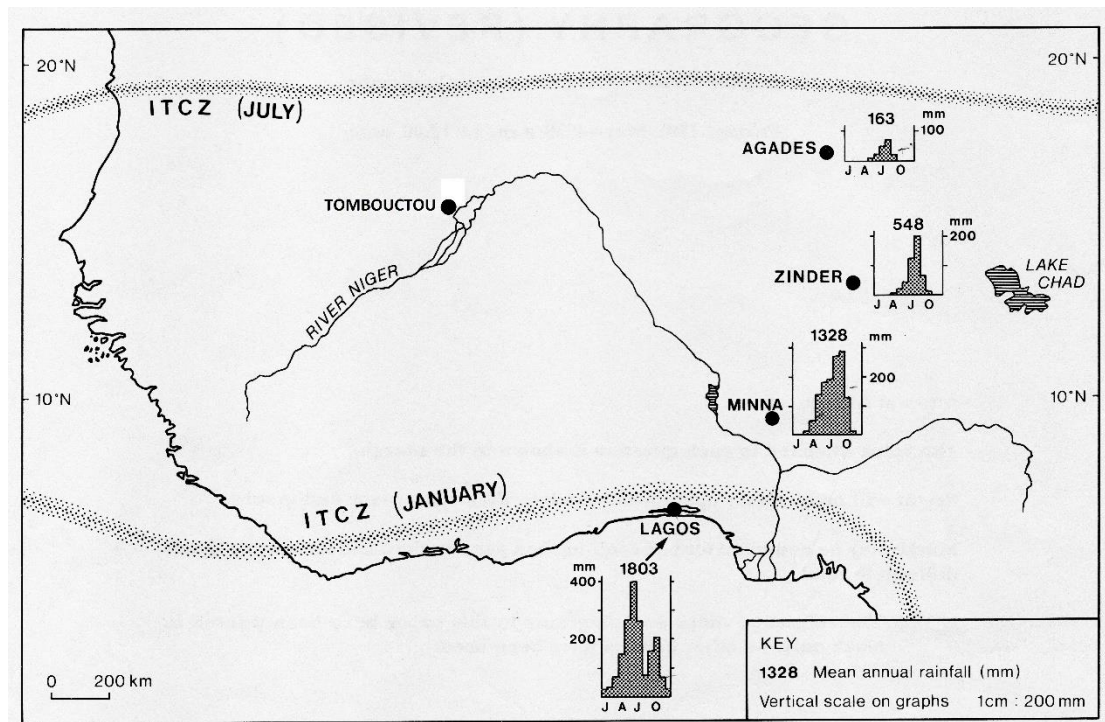 20°N
20°N
ITCZ (JULY)
163
mm
100
AGADES
J A J O
TOMBOUCTOU
548
mm
200
ZINDER
J A J O
LAKE
CHAD
RIVER NIGER
1328
mm
200
10°N
10°N
MINNA
J A J O
ITCZ (JANUARY)
LAGOS
mm
1803
400
200
J A J O
0 200 km
KEY
1328 Mean annual rainfall (mm)
Vertical scale on graphs 1cm : 200 mm